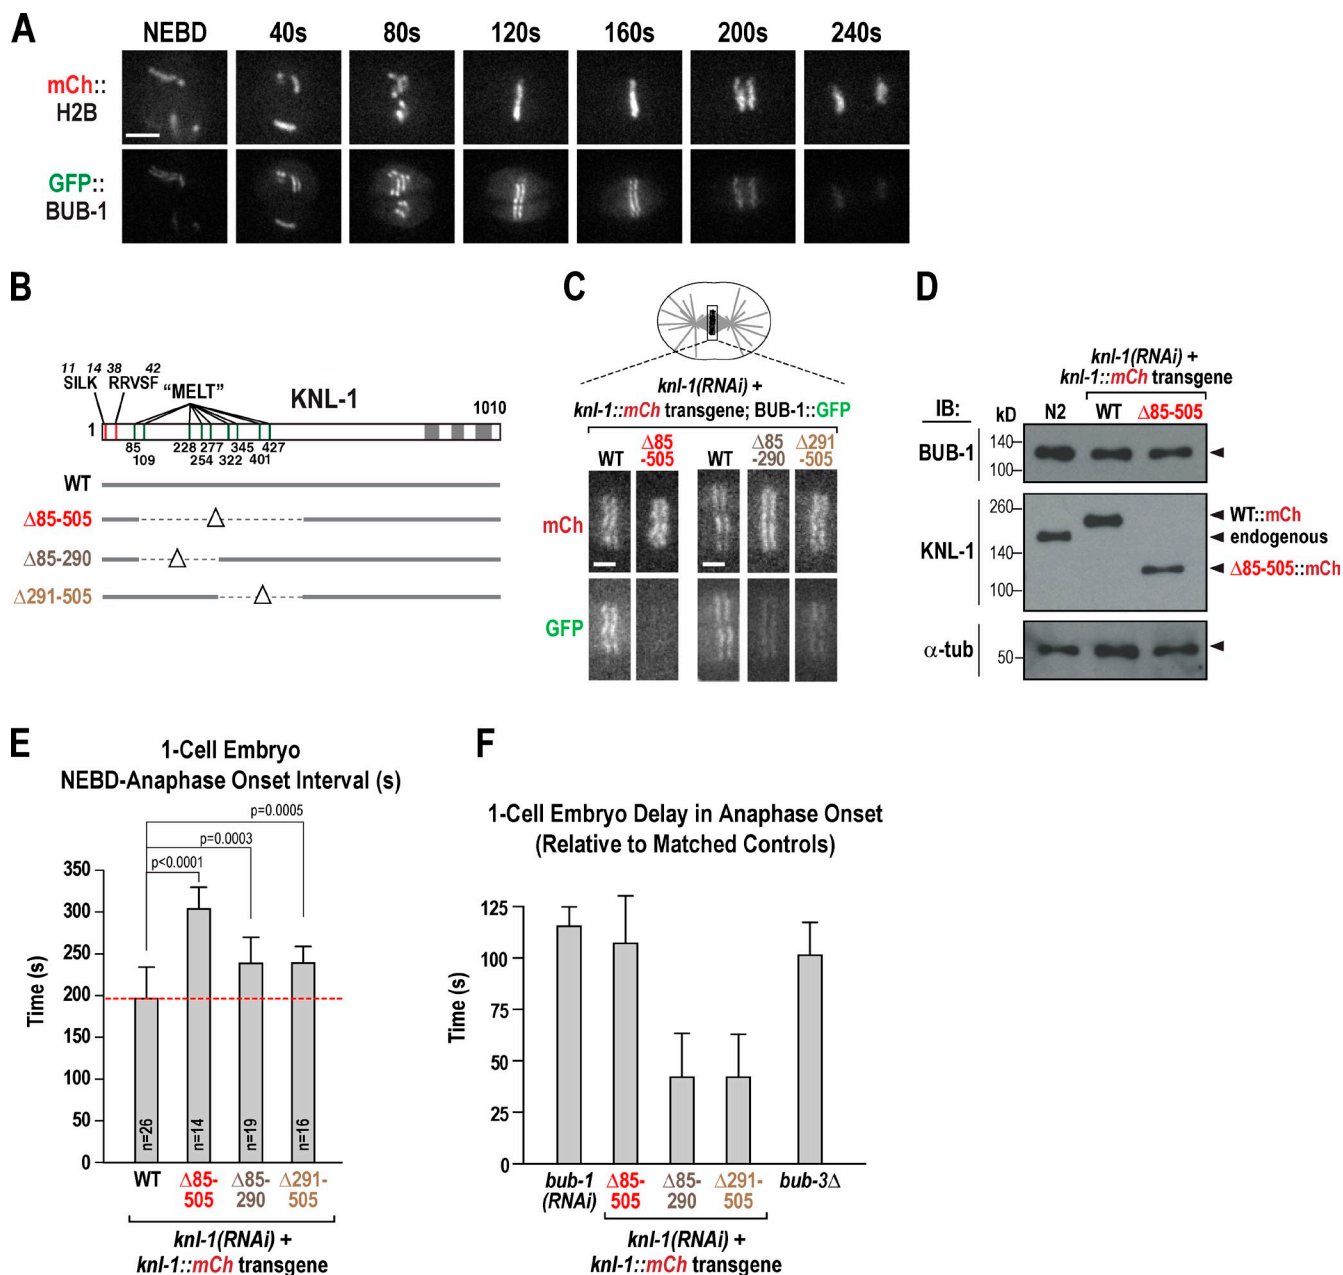 A
NEBD 40s 80s 120s 160s 200s 240s
mCh::
H2B
GFP::
BUB-1
B
11 14 38 42
SILK RRVSF "MELT" KNL-1
1010
1
85 228 277 345 427
109 254 322 401
WT
Δ85-505
Δ85-290
Δ291-505
C
knl-1(RNAi) +
knl-1::mCh transgene; BUB-1::GFP
WT Δ85-505 WT Δ85-290 Δ291-505
mCh
GFP
D
knl-1(RNAi) +
knl-1::mCh transgene
IB: kD N2 WT Δ85-505
BUB-1
140
100
KNL-1
260
140
100
WT::mCh
endogenous
Δ85-505::mCh
α-tub
50
E
1-Cell Embryo
NEBD-Anaphase Onset Interval (s)
p=0.0005
p=0.0003
p<0.0001
Time (s)
350
300
250
200
150
100
50
0
n=26 n=14 n=19 n=16
WT Δ85-505 Δ85-290 Δ291-505
knl-1(RNAi) +
knl-1::mCh transgene
F
1-Cell Embryo Delay in Anaphase Onset
(Relative to Matched Controls)
Time (s)
125
100
75
50
25
0
bub-1 (RNAi) Δ85-505 Δ85-290 Δ291-505 bub-3Δ
knl-1(RNAi) +
knl-1::mCh transgene